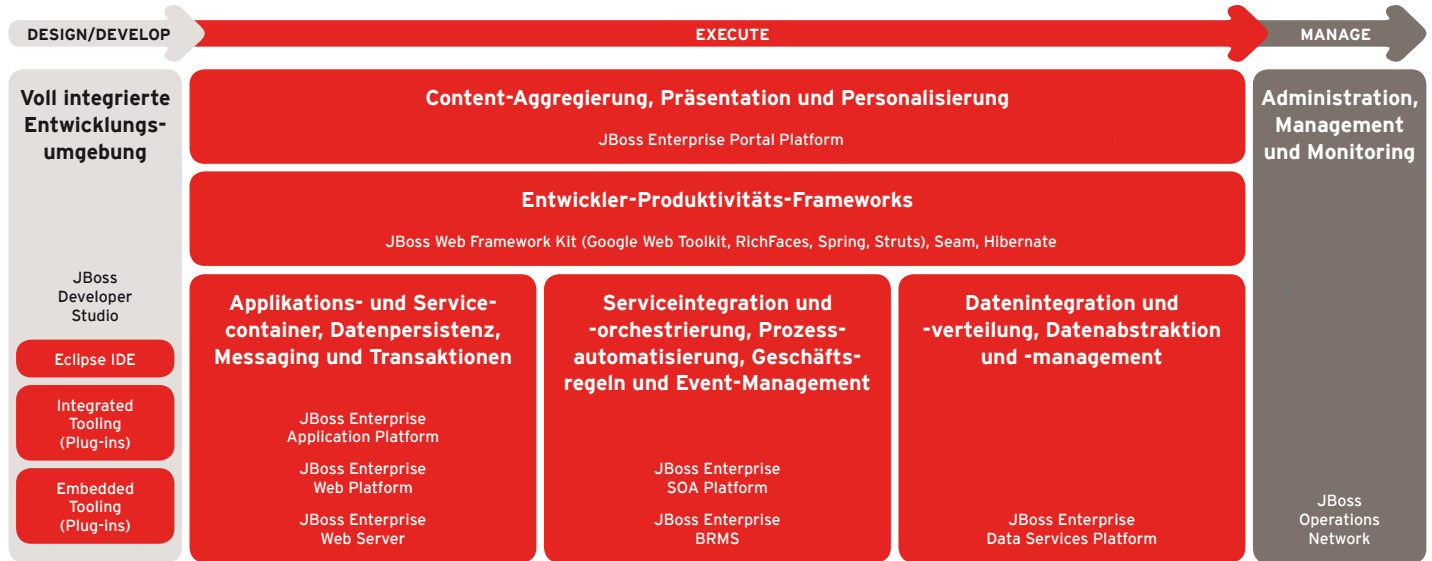 DESIGN/DEVELOP
EXECUTE
MANAGE
Voll integrierte
Entwicklungs-
umgebung
JBoss
Developer
Studio
Eclipse IDE
Integrated
Tooling
(Plug-ins)
Embedded
Tooling
(Plug-ins)
Content-Aggregierung, Präsentation und Personalisierung
JBoss Enterprise Portal Platform
Entwickler-Produktivitäts-Frameworks
JBoss Web Framework Kit (Google Web Toolkit, RichFaces, Spring, Struts), Seam, Hibernate
Applikations- und Service-
container, Datenpersistenz,
Messaging und Transaktionen
JBoss Enterprise
Application Platform
JBoss Enterprise
Web Platform
JBoss Enterprise
Web Server
Serviceintegration und
-orchestrierung, Prozess-
automatisierung, Geschäfts-
regeln und Event-Management
JBoss Enterprise
SOA Platform
JBoss Enterprise
BRMS
Datenintegration und
-verteilung, Datenabstraktion
und -management
JBoss Enterprise
Data Services Platform
Administration,
Management
und Monitoring
JBoss
Operations
Network